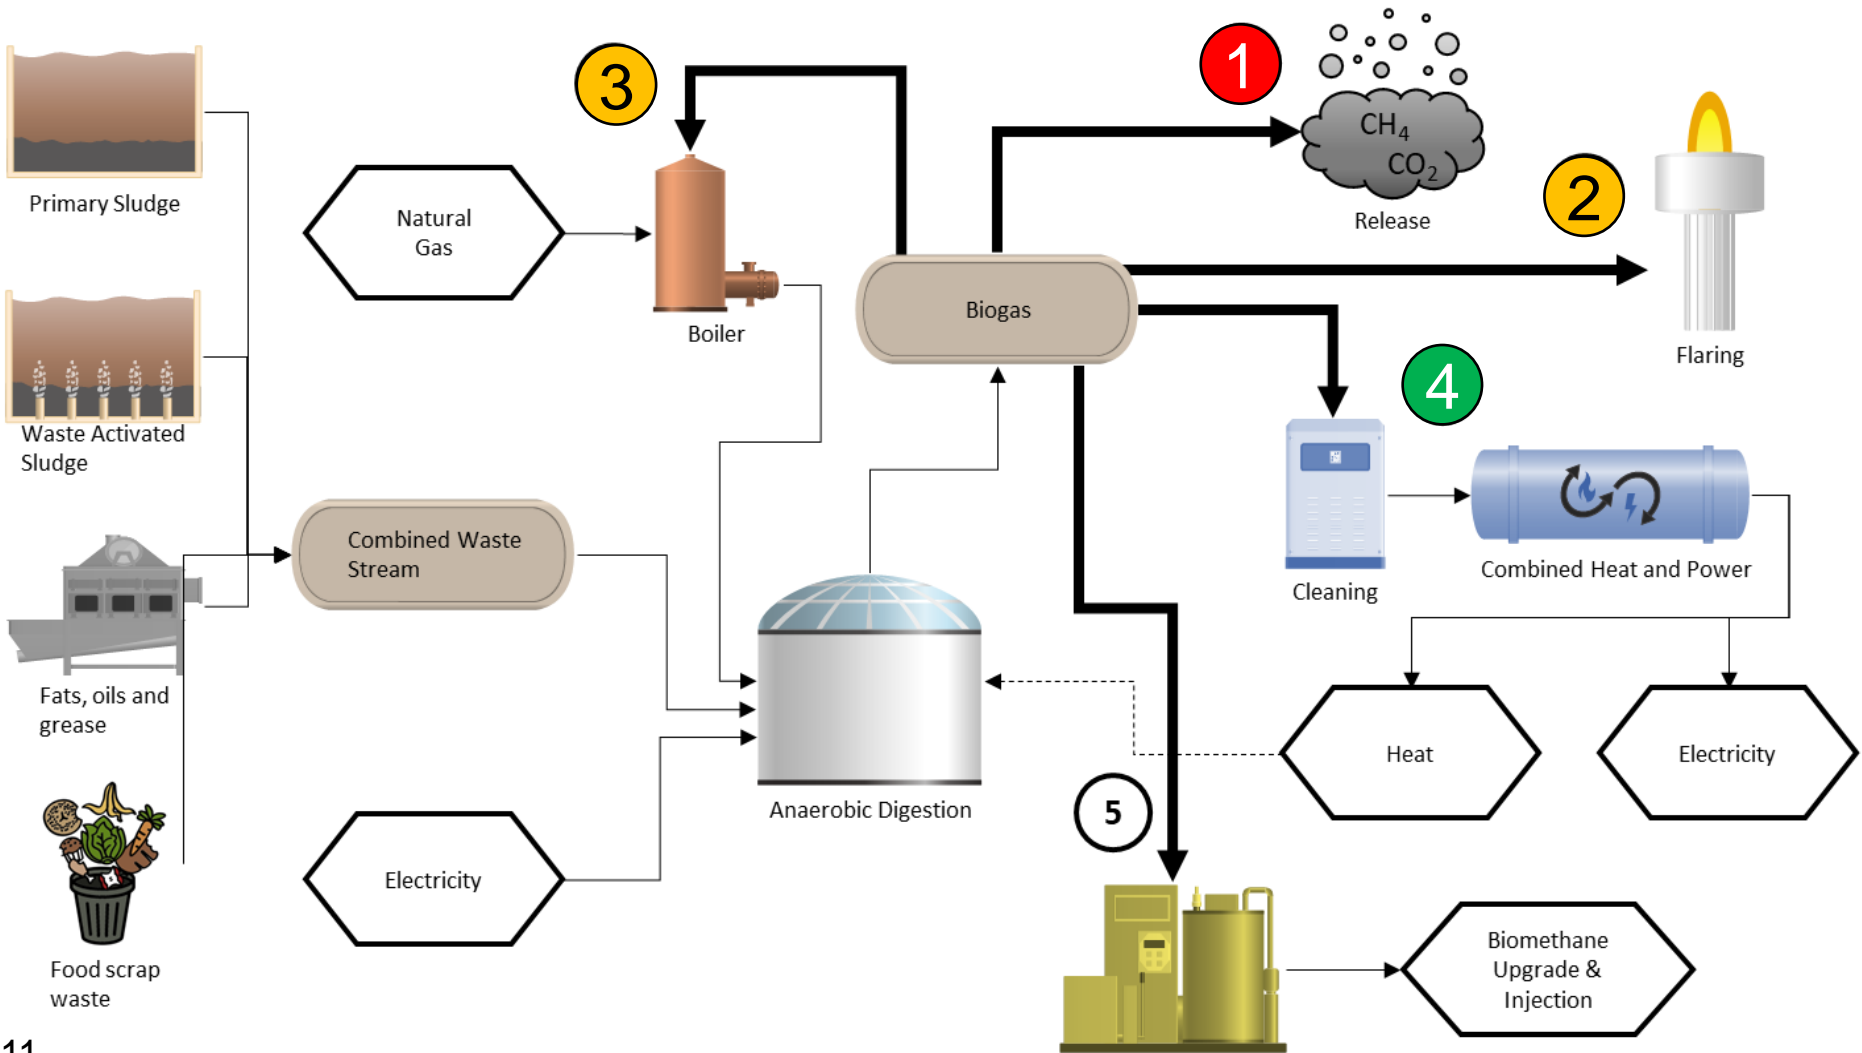 Primary Sludge
Waste Activated
Sludge
Fats, oils and
grease
Food scrap
waste
11
3
Natural
Gas
Boiler
Combined Waste
Stream
Electricity
Biogas
Anaerobic Digestion
1
CH₄
CO₂
Release
2
Flaring
4
Cleaning
Combined Heat and Power
Heat
Electricity
5
Biomethane
Upgrade &
Injection